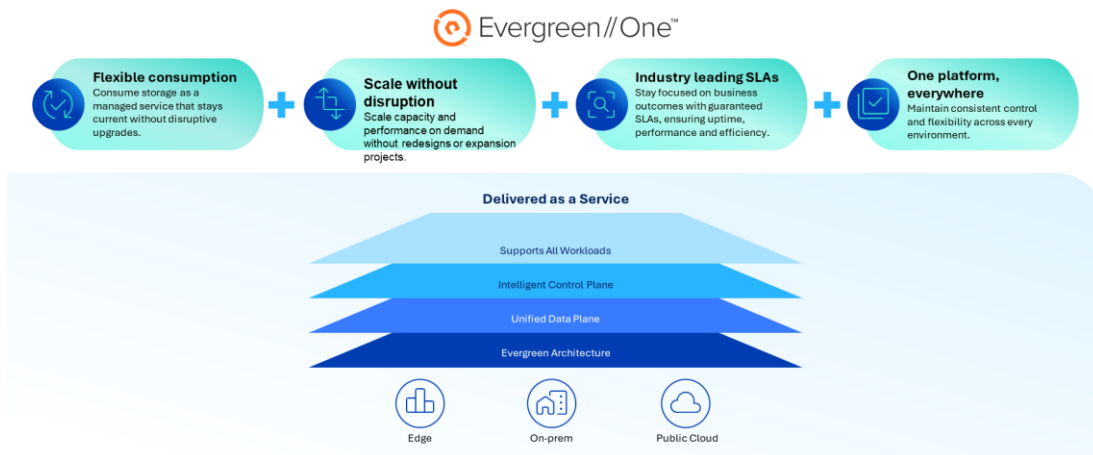 Evergreen//One™
Flexible consumption
Consume storage as a
managed service that stays
current without disruptive
upgrades.
Scale without
disruption
Scale capacity and
performance on demand
without redesigns or expansion
projects.
Industry leading SLAs
Stay focused on business
outcomes with guaranteed
SLAs, ensuring uptime,
performance and efficiency.
One platform,
everywhere
Maintain consistent control
and flexibility across every
environment.
Delivered as a Service
Supports All Workloads
Intelligent Control Plane
Unified Data Plane
Evergreen Architecture
Edge
On-prem
Public Cloud